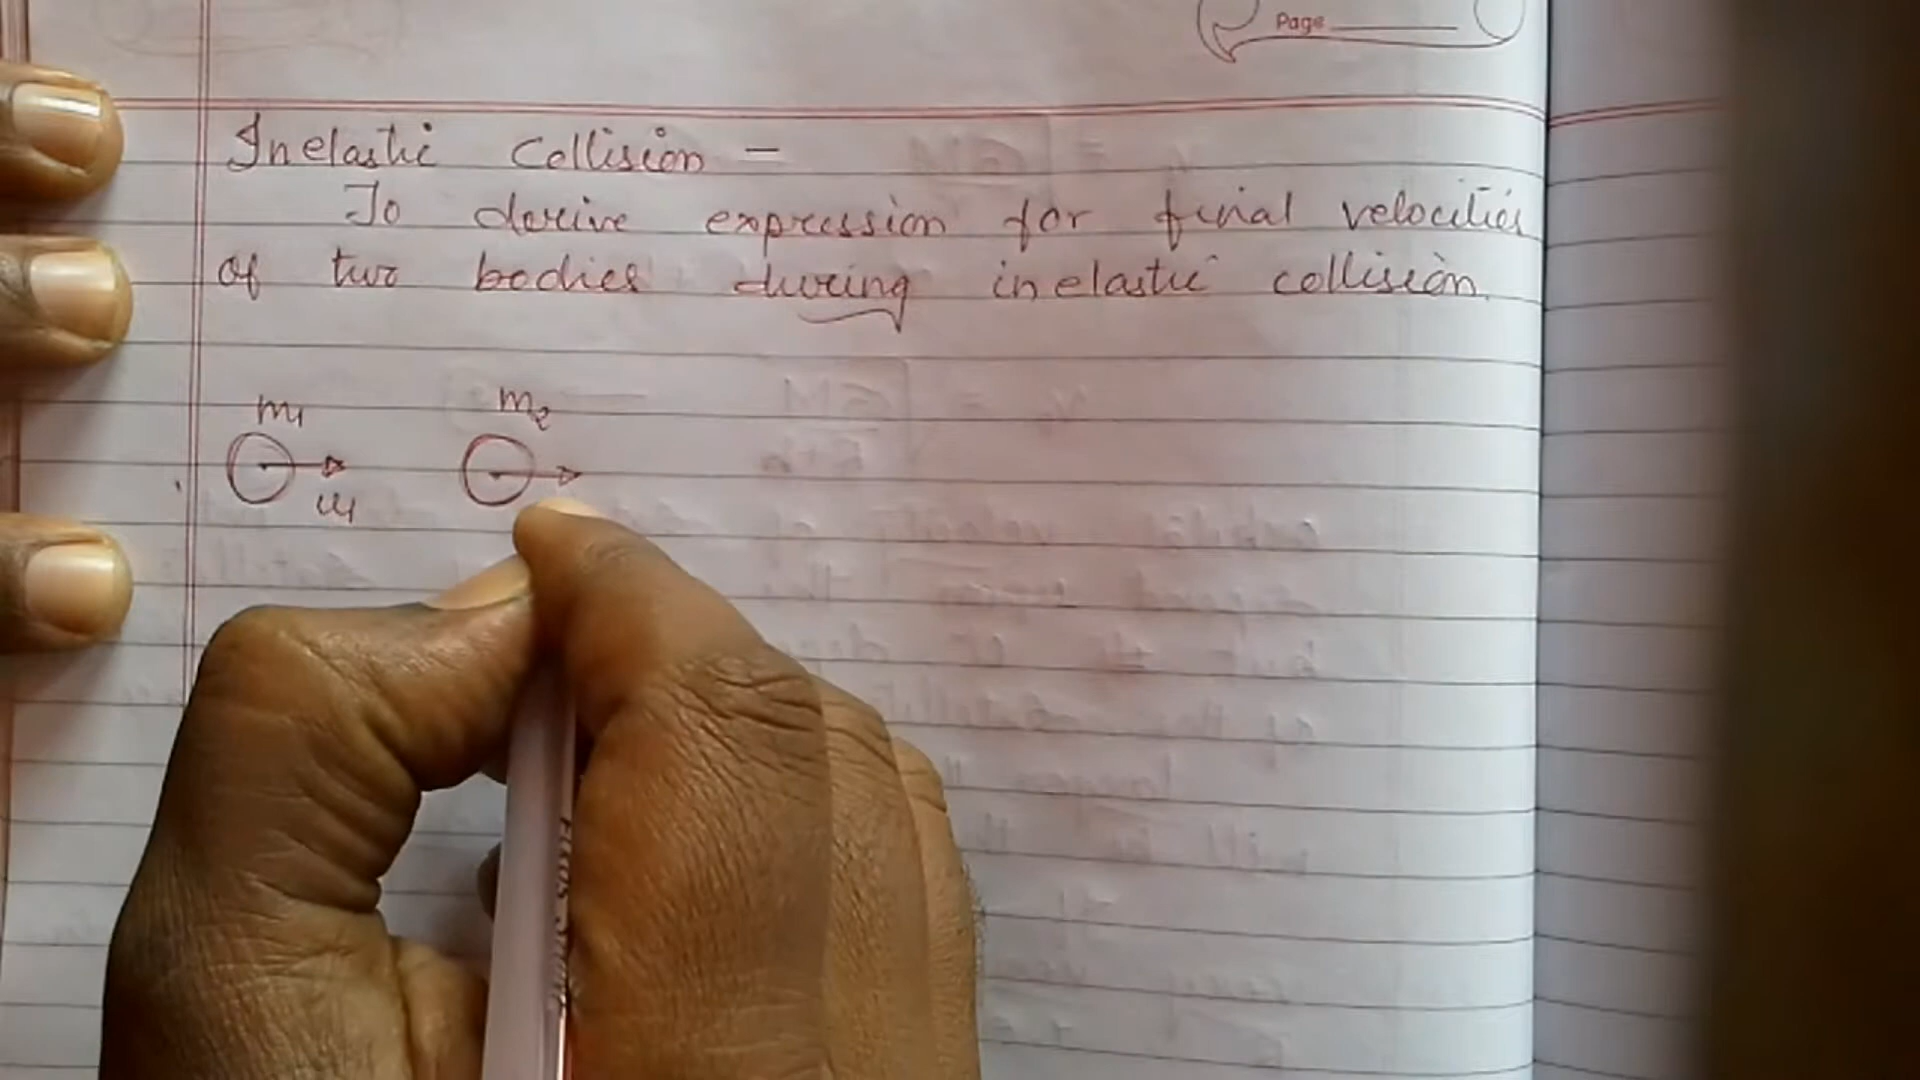 Page
Inelastic Collision -
To derive expression for final velocities
of two bodies during inelastic collision.
m1 m2
u1